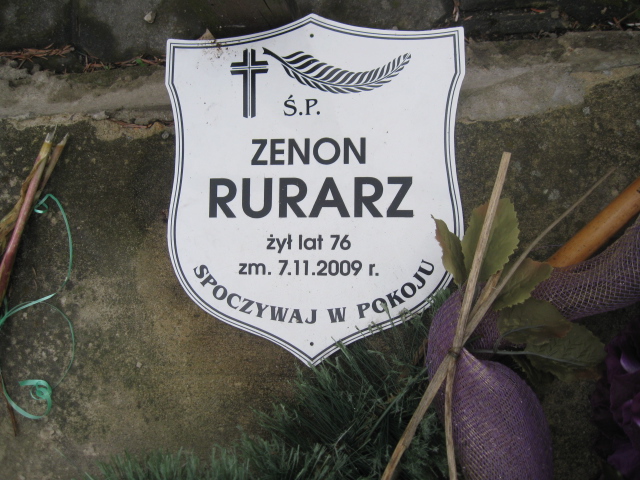 Ś.P.
ZENON
RURARZ
żył lat 76
zm. 7.11.2009 r.
SPOCZYWAJ W POKOJU